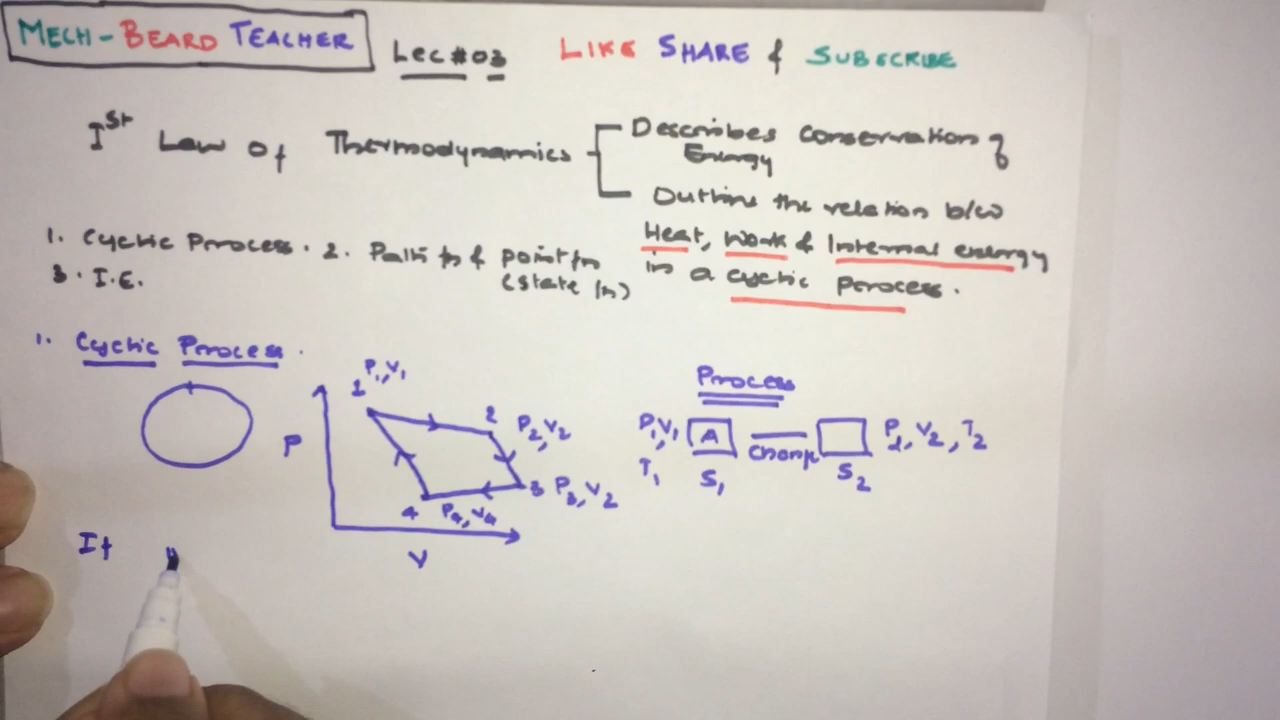 MECH-BEARD TEACHER Lec#03 LIKE SHARE & SUBSCRIBE
Ist Law of Thermodynamics
Describes conservation of
Energy
Outline the relation b/w
Heat, Work & Internal energy
in a cyclic process.
1. Cyclic Process. 2. Path fn & point fn
(state fn)
3. I.E.
1. Cyclic Process.
1 P1,V1
2 P2,V2
3 P3,V2
4 P4,V4
P
V
Process
P1V1 A Change P2,V2,T2
T1 S1 S2
It